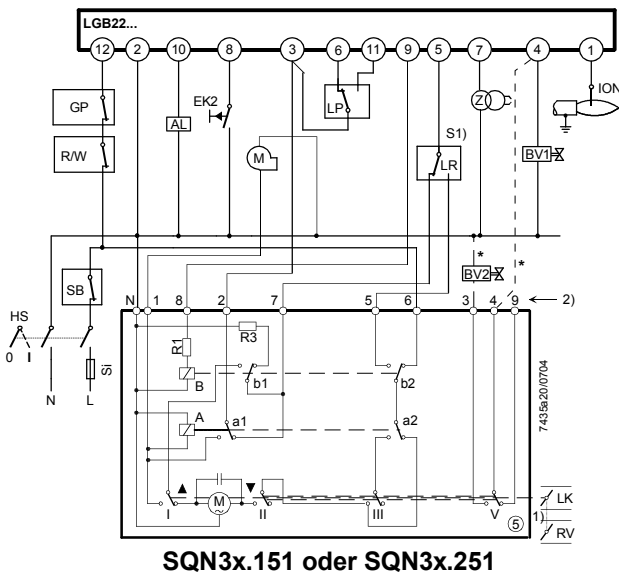 LGB22...
12 2 10 8 3 6 11 9 5 7 4 1
ION
GP
EK2
LP
Z
AL
S1)
R/W
M
LR
BV1
*
*
SB
BV2
HS
N 1 8 2 7 5 6 3 4 9 2)
0 I
Si
R1
R3
N L
B
b1
b2
A
a1
a2
7435a20/0704
M
LK
I II III V
1)
5
RV
SQN3x.151 oder SQN3x.251